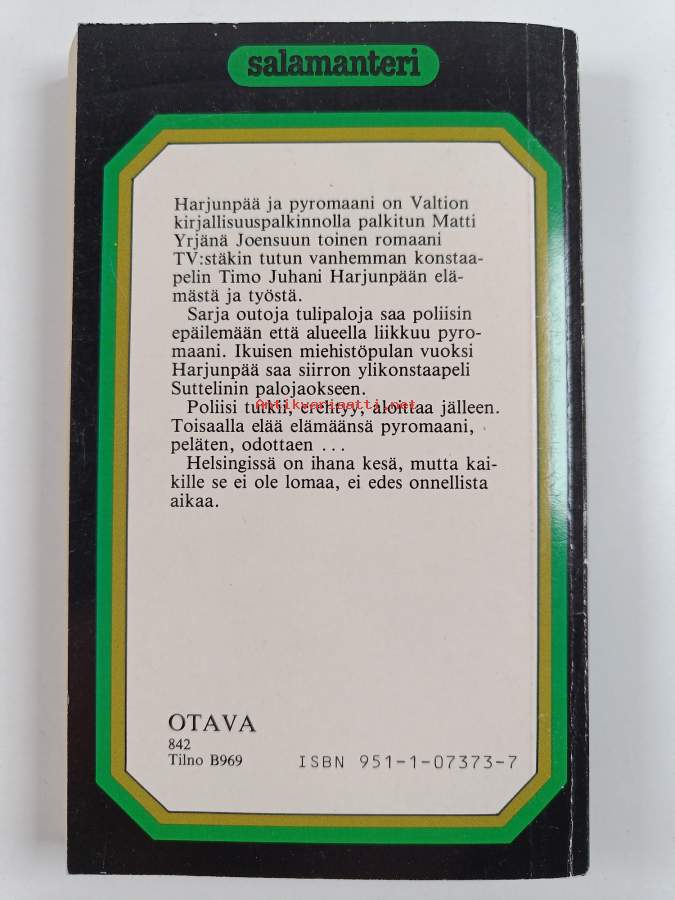 salamanteri
Harjunpää ja pyromaani on Valtion
kirjallisuuspalkinnolla palkitun Matti
Yrjänä Joensuun toinen romaani
TV:stäkin tutun vanhemman konstaa-
pelin Timo Juhani Harjunpään elä-
mästä ja työstä.
Sarja outoja tulipaloja saa poliisin
epäilemään että alueella liikkuu pyro-
maani. Ikuisen miehistöpulan vuoksi
Harjunpää saa siirron ylikonstaapeli
Suttelinin palojaokseen.
Antikvariaatti.net
Poliisi tutkii, erehtyy, aloittaa jälleen.
Toisaalla elää elämäänsä pyromaani,
peläten, odottaen ...
Helsingissä on ihana kesä, mutta kai-
kille se ei ole lomaa, ei edes onnellista
aikaa.
OTAVA
842
Tilno B969
ISBN 951-1-07373-7